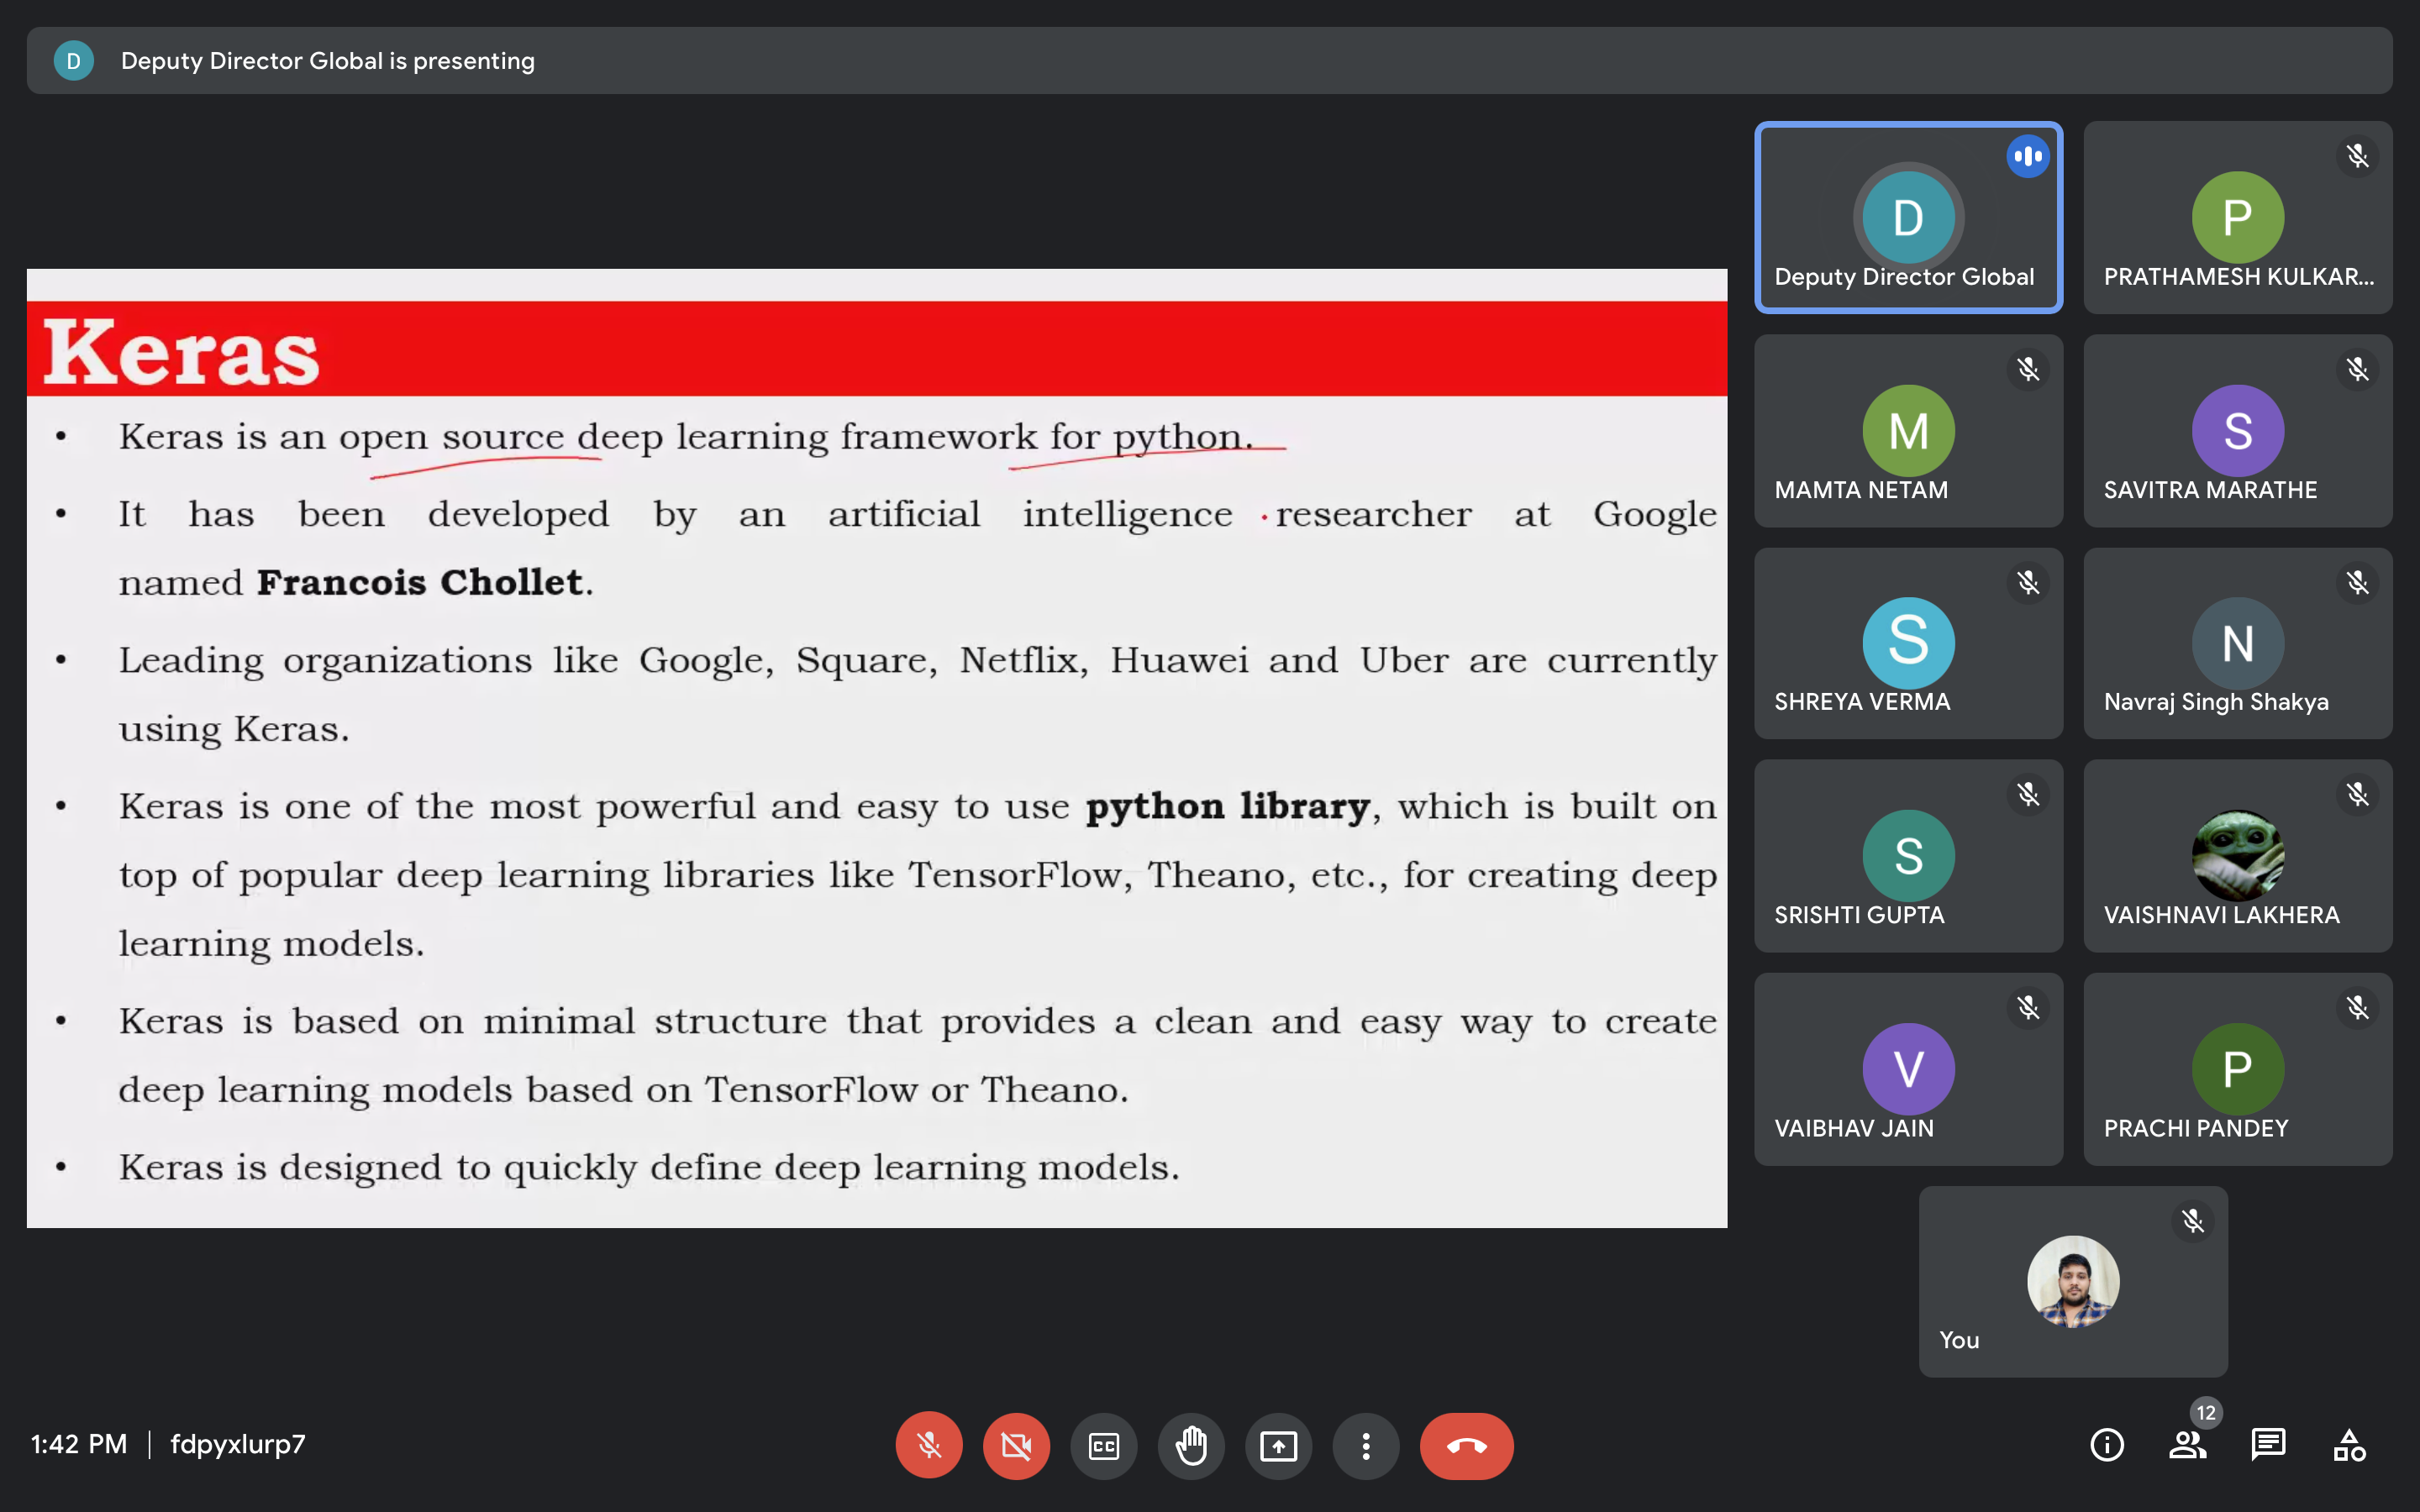 D Deputy Director Global is presenting
Keras
• Keras is an open source deep learning framework for python.
• It has been developed by an artificial intelligence researcher at Google
named Francois Chollet.
• Leading organizations like Google, Square, Netflix, Huawei and Uber are currently
using Keras.
• Keras is one of the most powerful and easy to use python library, which is built on
top of popular deep learning libraries like TensorFlow, Theano, etc., for creating deep
learning models.
• Keras is based on minimal structure that provides a clean and easy way to create
deep learning models based on TensorFlow or Theano.
• Keras is designed to quickly define deep learning models.
D
Deputy Director Global
P
PRATHAMESH KULKAR...
M
MAMTA NETAM
S
SAVITRA MARATHE
S
SHREYA VERMA
N
Navraj Singh Shakya
S
SRISHTI GUPTA
VAISHNAVI LAKHERA
V
VAIBHAV JAIN
P
PRACHI PANDEY
You
1:42 PM | fdpyxlurp7
CC
12